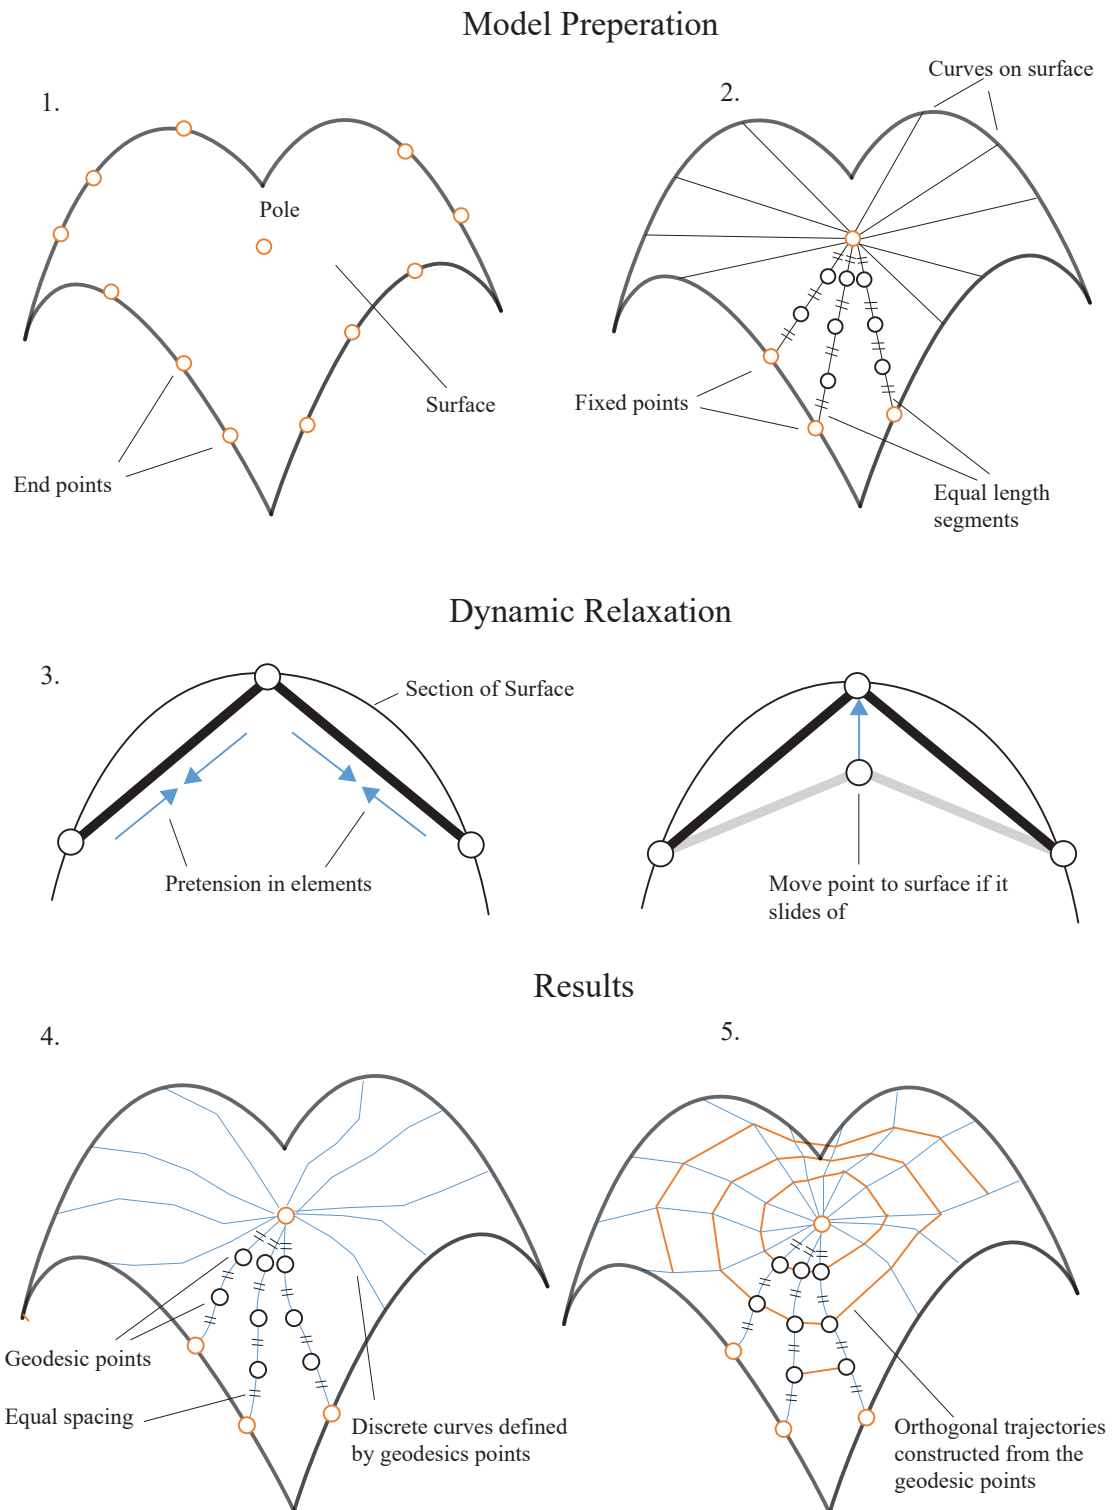 Model Preperation
1.
2.
Curves on surface
Pole
Surface
End points
Fixed points
Equal length
segments
Dynamic Relaxation
3.
Section of Surface
Pretension in elements
Move point to surface if it
slides of
Results
4.
5.
Geodesic points
Equal spacing
Discrete curves defined
by geodesics points
Orthogonal trajectories
constructed from the
geodesic points